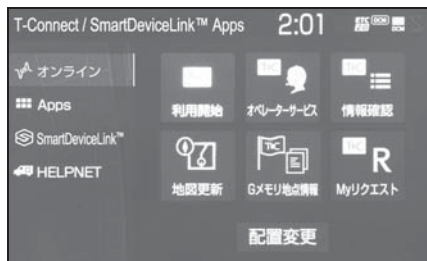 T-Connect / SmartDeviceLink™ Apps 2:01
オンライン
Apps
SmartDeviceLink™
HELPNET
利用開始 オペレーターサービス 情報確認
地図更新 Gメモリ地点情報 Myリクエスト
配置変更